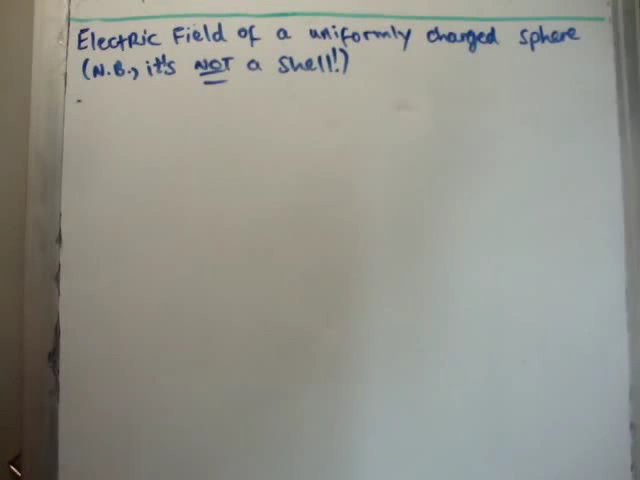 Electric Field of a uniformly charged sphere
(N.B., it's NOT a shell!)